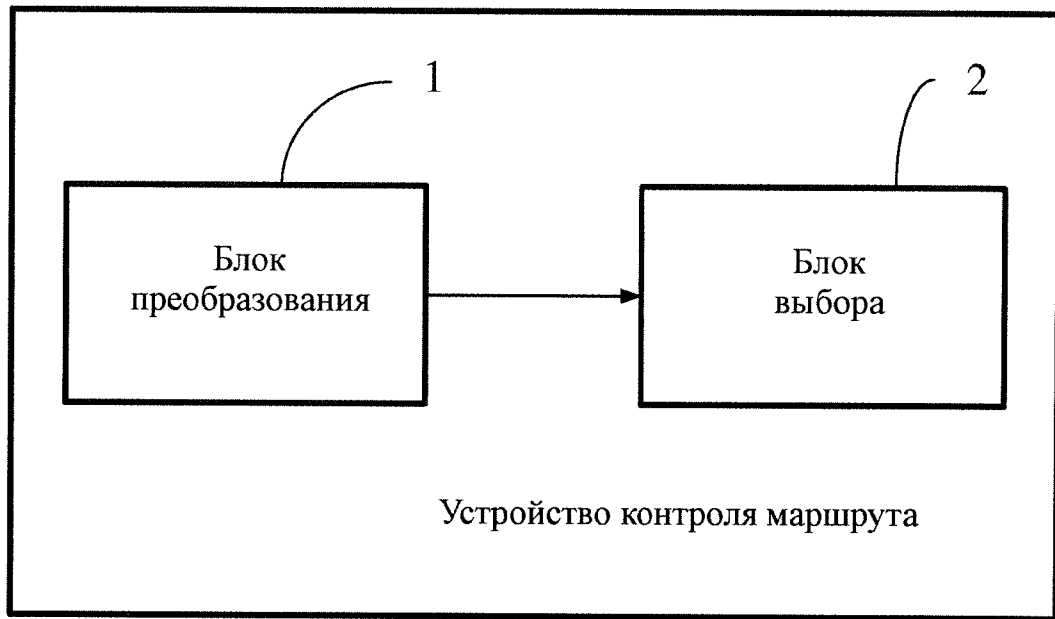 1
2
Блок
преобразования
Блок
выбора
Устройство контроля маршрута